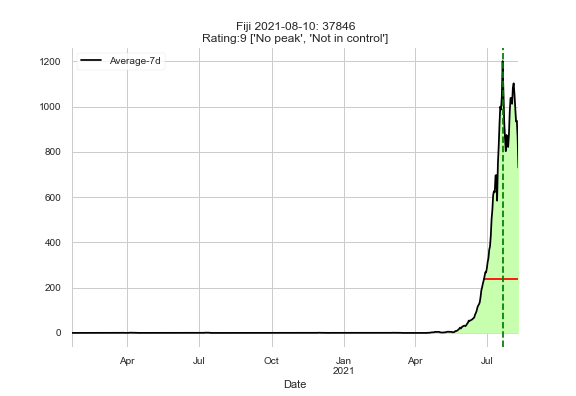 Fiji 2021-08-10: 37846
Rating:9 ['No peak', 'Not in control']
Average-7d
1200
1000
800
600
400
200
0
Apr Jul Oct Jan Apr Jul
2021
Date